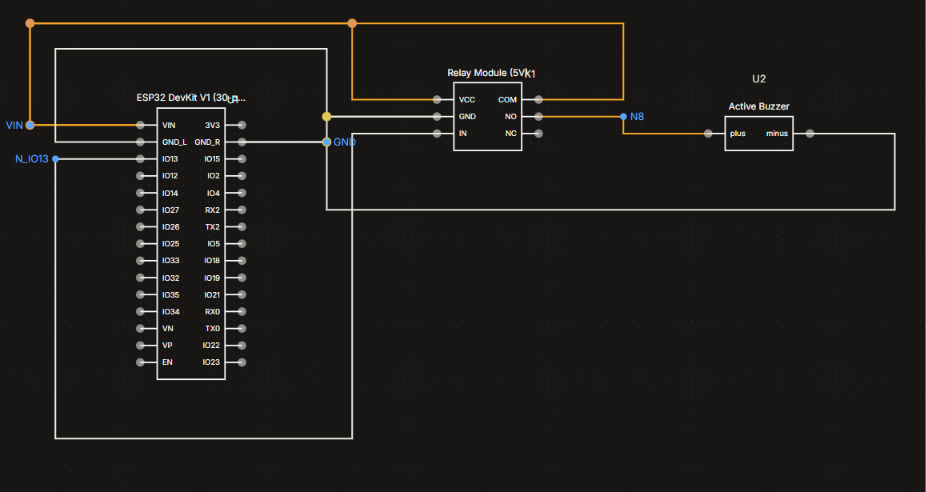 U2
Relay Module (5V)
K1
ESP32 DevKit V1 (30-p...
VCC COM
Active Buzzer
GND NO N8
VIN VIN 3V3
IN NC
plus minus
GND_L GND_R GND
N_IO13 IO13 IO15
IO12 IO2
IO14 IO4
IO27 RX2
IO26 TX2
IO25 IO5
IO33 IO18
IO32 IO19
IO35 IO21
IO34 RX0
VN TX0
VP IO22
EN IO23